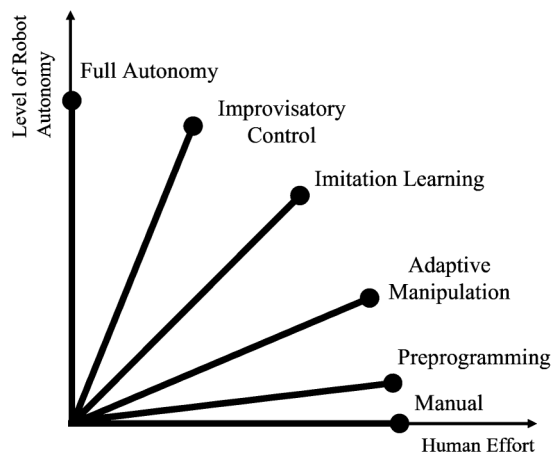 Level of Robot
Autonomy
Full Autonomy
Improvisatory
Control
Imitation Learning
Adaptive
Manipulation
Preprogramming
Manual
Human Effort